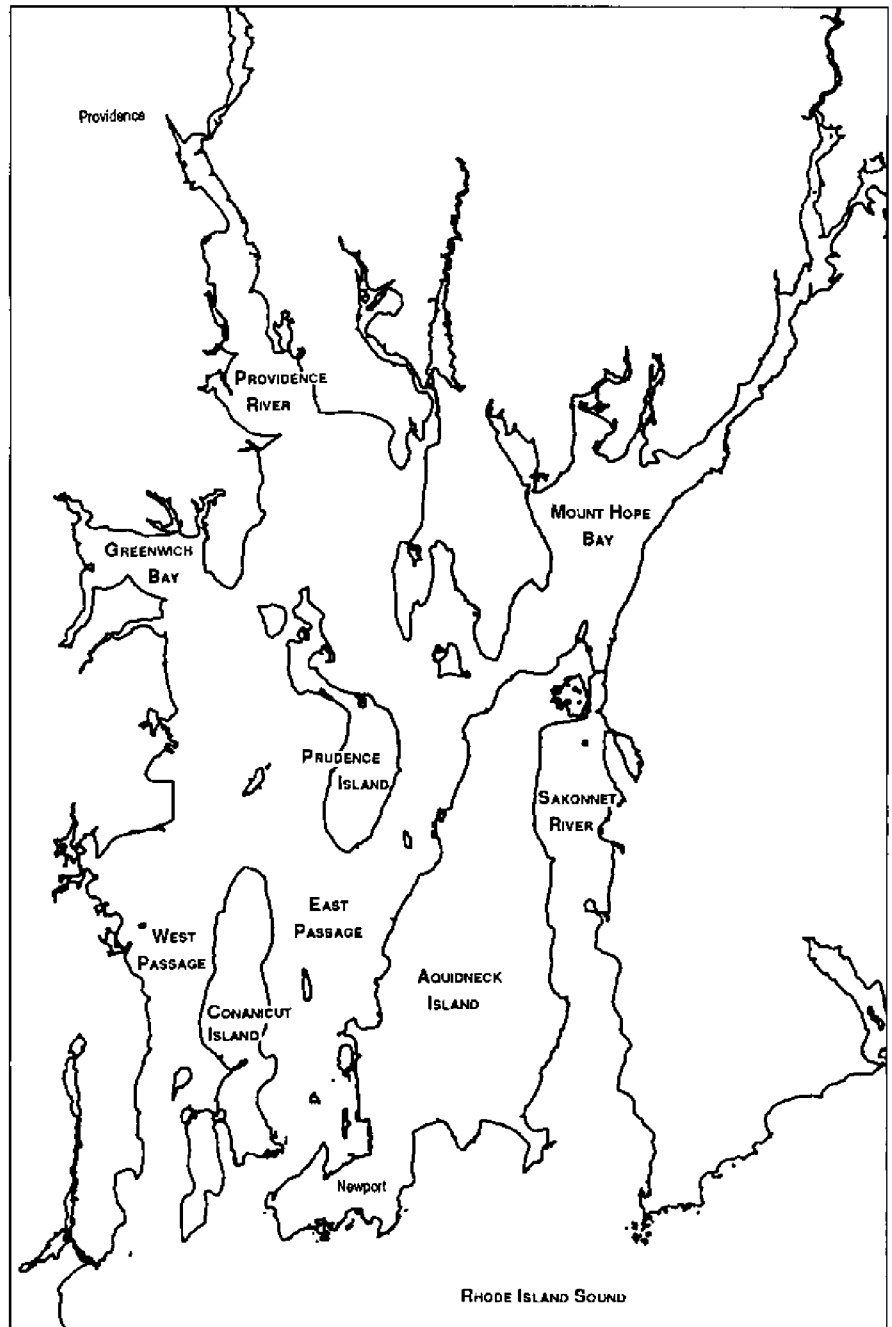 Providence
PROVIDENCE
RIVER
MOUNT HOPE
BAY
GREENWICH
BAY
PRUDENCE
ISLAND
SAKONNET
RIVER
EAST
PASSAGE
WEST
PASSAGE
AQUIDNECK
ISLAND
CONANICUT
ISLAND
Newport
RHODE ISLAND SOUND